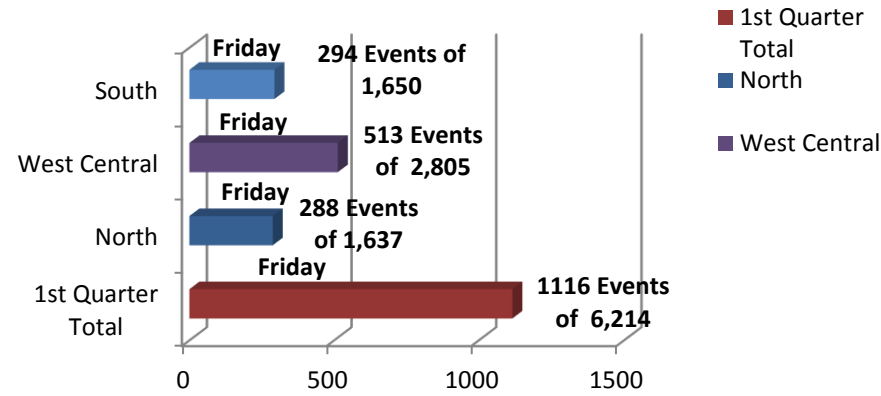 Friday
294 Events of
1,650
South
Friday
513 Events
of 2,805
West Central
Friday
288 Events
of 1,637
North
Friday
1116 Events
of 6,214
1st Quarter
Total
0 500 1000 1500
1st Quarter
Total
North
West Central